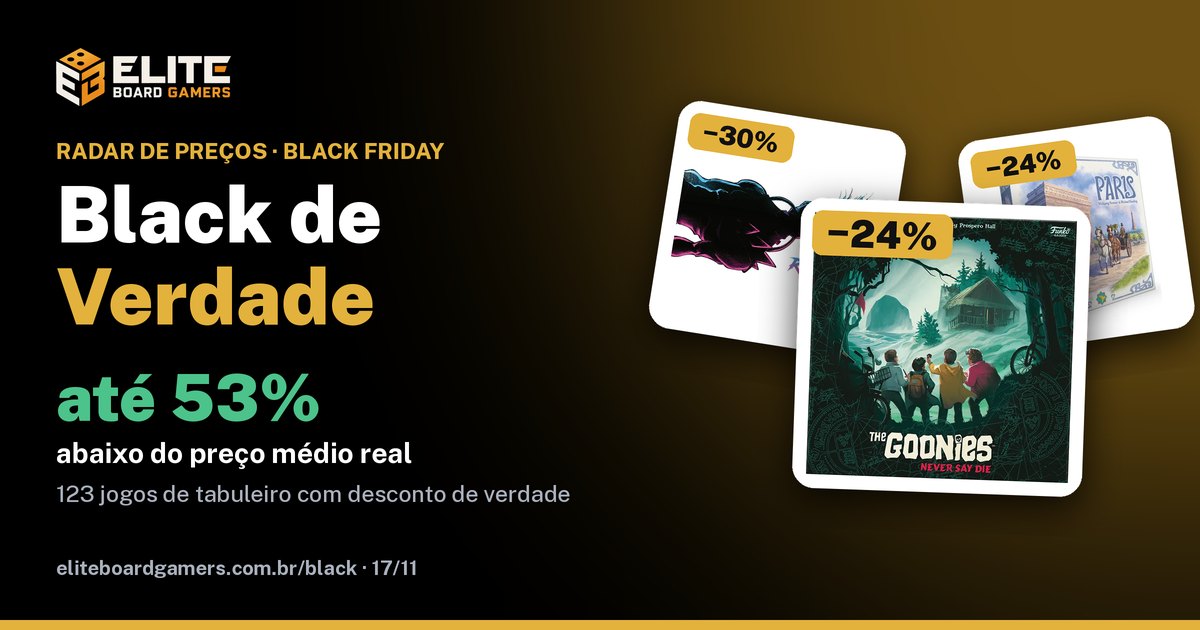 ELITE
BOARD GAMERS
RADAR DE PREÇOS · BLACK FRIDAY
Black de
Verdade
até 53%
abaixo do preço médio real
123 jogos de tabuleiro com desconto de verdade
eliteboardgamers.com.br/black · 17/11
−30%
−24%
PARIS
−24%
Prospero Hall
Funko
GAMES
THE GOONIES
NEVER SAY DIE